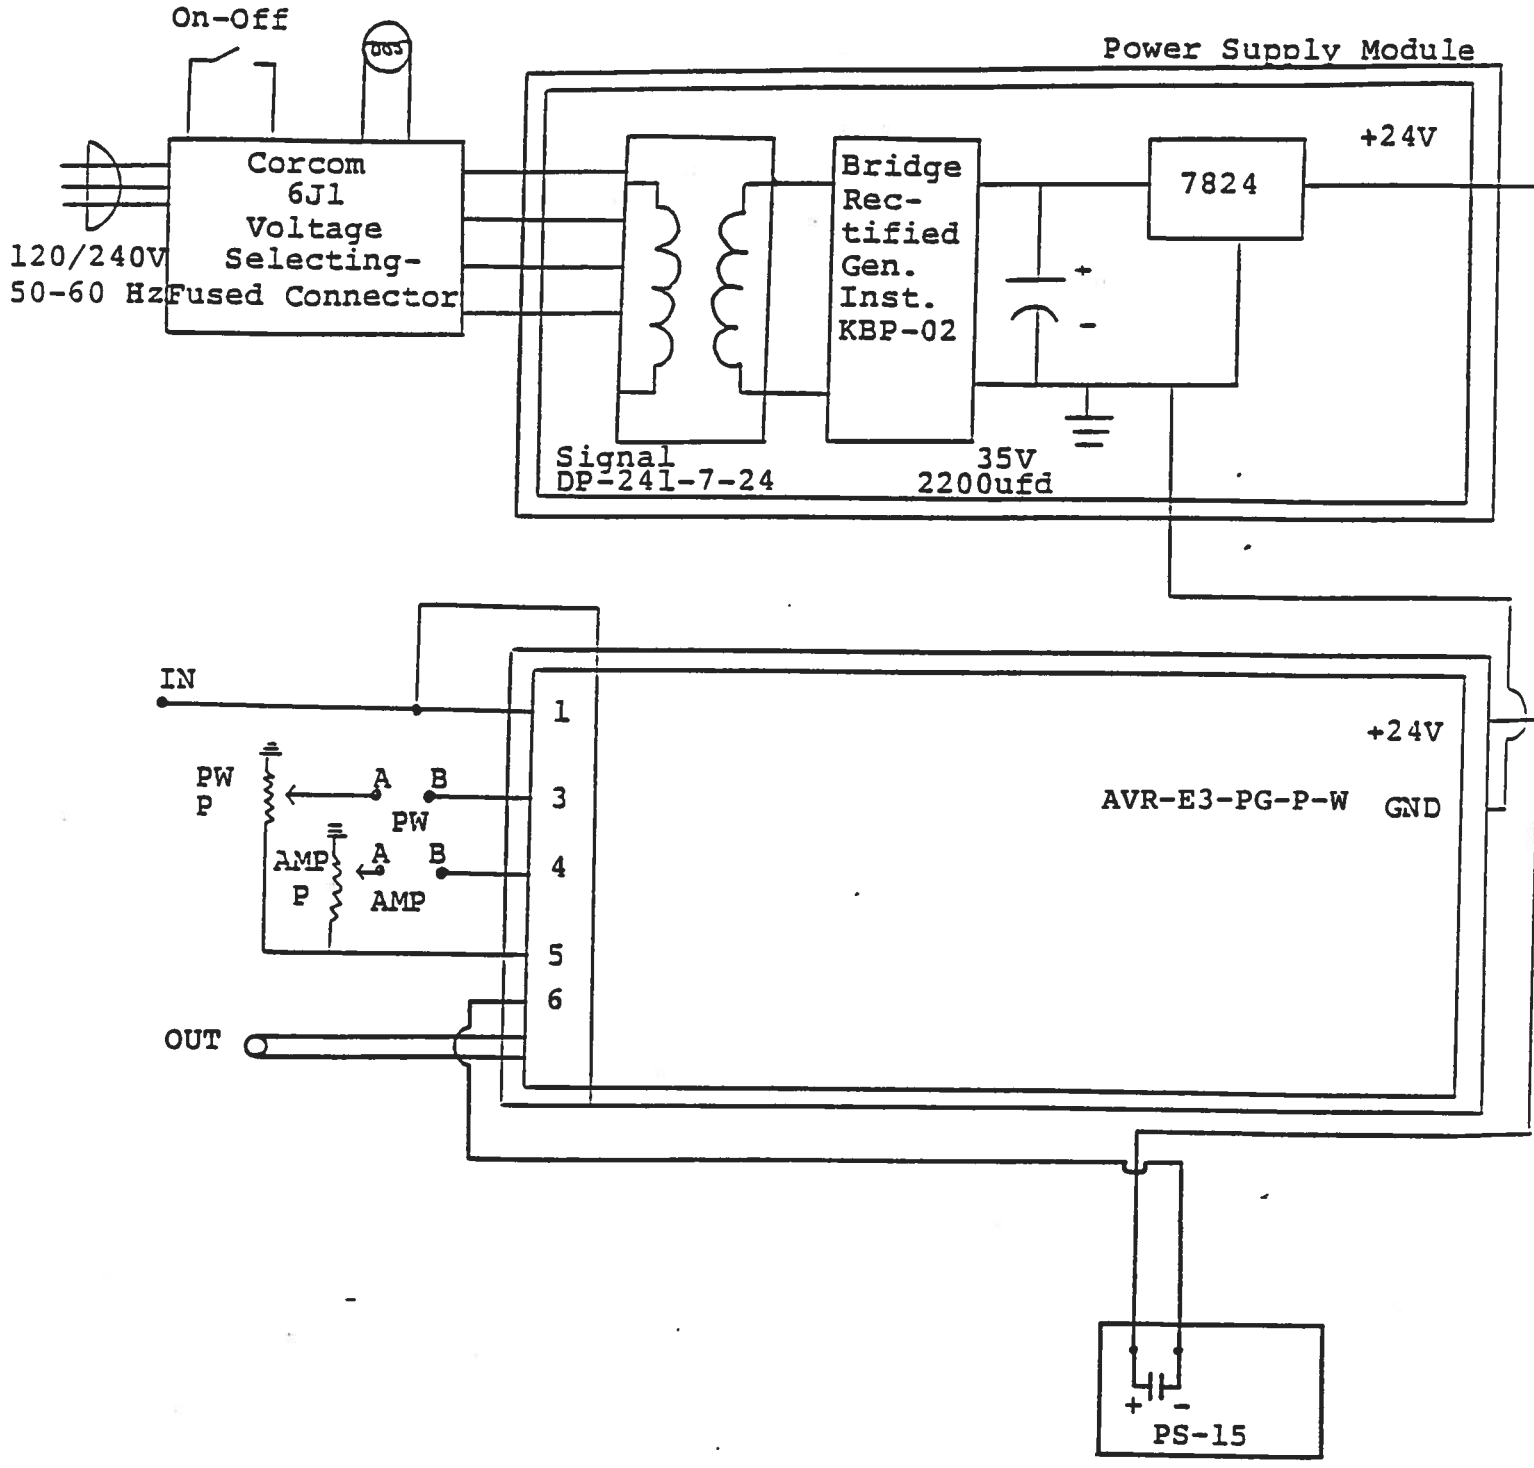 On-Off
Power Supply Module
Corcom
6J1
Voltage
Selecting-
Fused Connector
120/240V
50-60 Hz
Bridge
Rec-
tified
Gen.
Inst.
KBP-02
7824
+24V
+
-
Signal
DP-241-7-24
35V
2200ufd
IN
1
+24V
PW
P
A B
PW
3
AVR-E3-PG-P-W GND
AMP
P
A B
AMP
4
5
6
OUT
+ -
PS-15